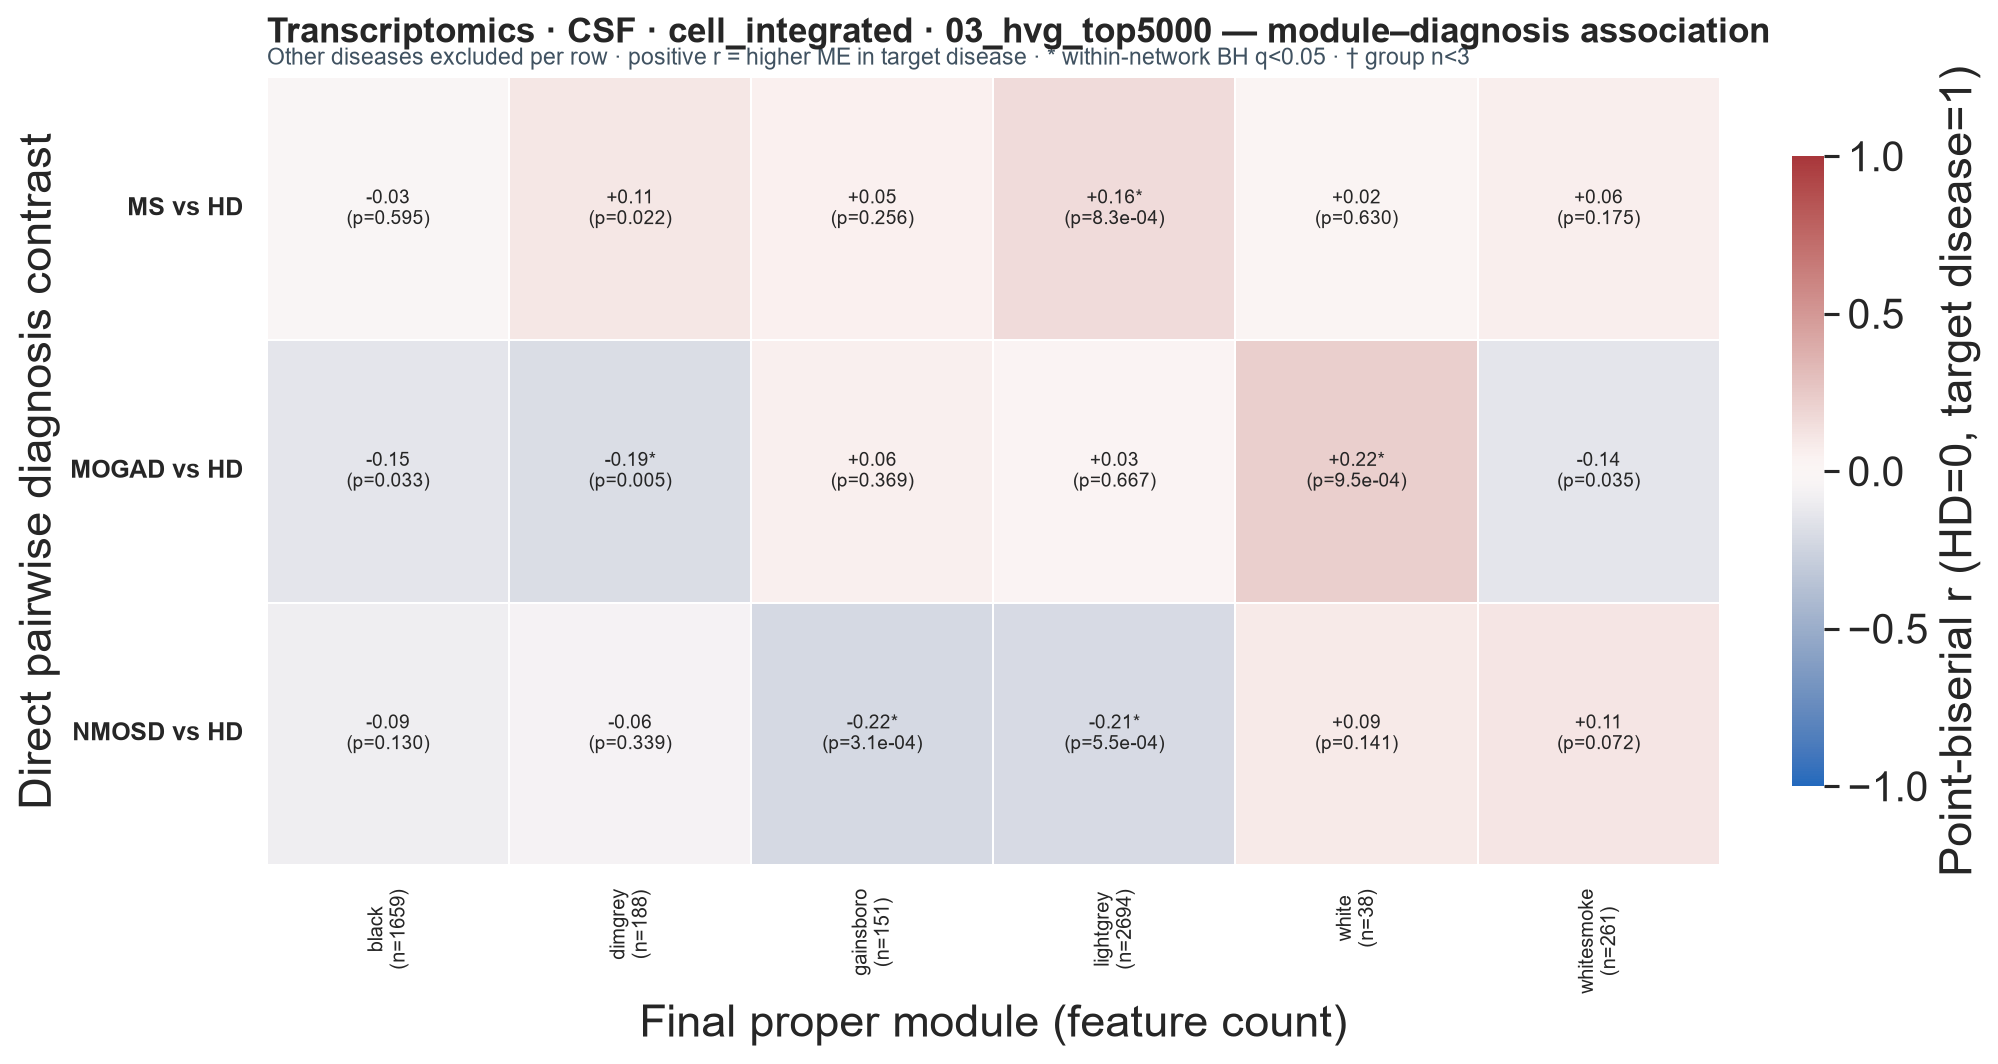 Transcriptomics · CSF · cell_integrated · 03_hvg_top5000 — module–diagnosis association
Other diseases excluded per row · positive r = higher ME in target disease · * within-network BH q<0.05 · † group n<3
Direct pairwise diagnosis contrast
MS vs HD
-0.03
(p=0.595)
+0.11
(p=0.022)
+0.05
(p=0.256)
+0.16*
(p=8.3e-04)
+0.02
(p=0.630)
+0.06
(p=0.175)
MOGAD vs HD
-0.15
(p=0.033)
-0.19*
(p=0.005)
+0.06
(p=0.369)
+0.03
(p=0.667)
+0.22*
(p=9.5e-04)
-0.14
(p=0.035)
NMOSD vs HD
-0.09
(p=0.130)
-0.06
(p=0.339)
-0.22*
(p=3.1e-04)
-0.21*
(p=5.5e-04)
+0.09
(p=0.141)
+0.11
(p=0.072)
black
(n=1659)
dimgrey
(n=188)
gainsboro
(n=151)
lightgrey
(n=2694)
white
(n=38)
whitesmoke
(n=261)
Final proper module (feature count)
1.0
0.5
0.0
−0.5
−1.0
Point-biserial r (HD=0, target disease=1)